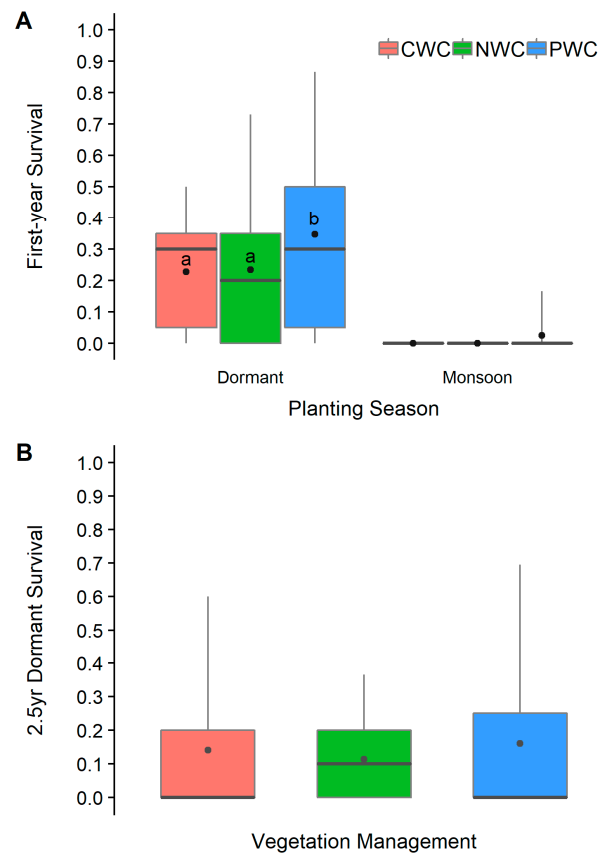 A
1.0
0.9
0.8
0.7
0.6
0.5
0.4
0.3
0.2
0.1
0.0
First-year Survival
CWC NWC PWC
a a b
Dormant Monsoon
Planting Season
B
1.0
0.9
0.8
0.7
0.6
0.5
0.4
0.3
0.2
0.1
0.0
2.5yr Dormant Survival
Vegetation Management